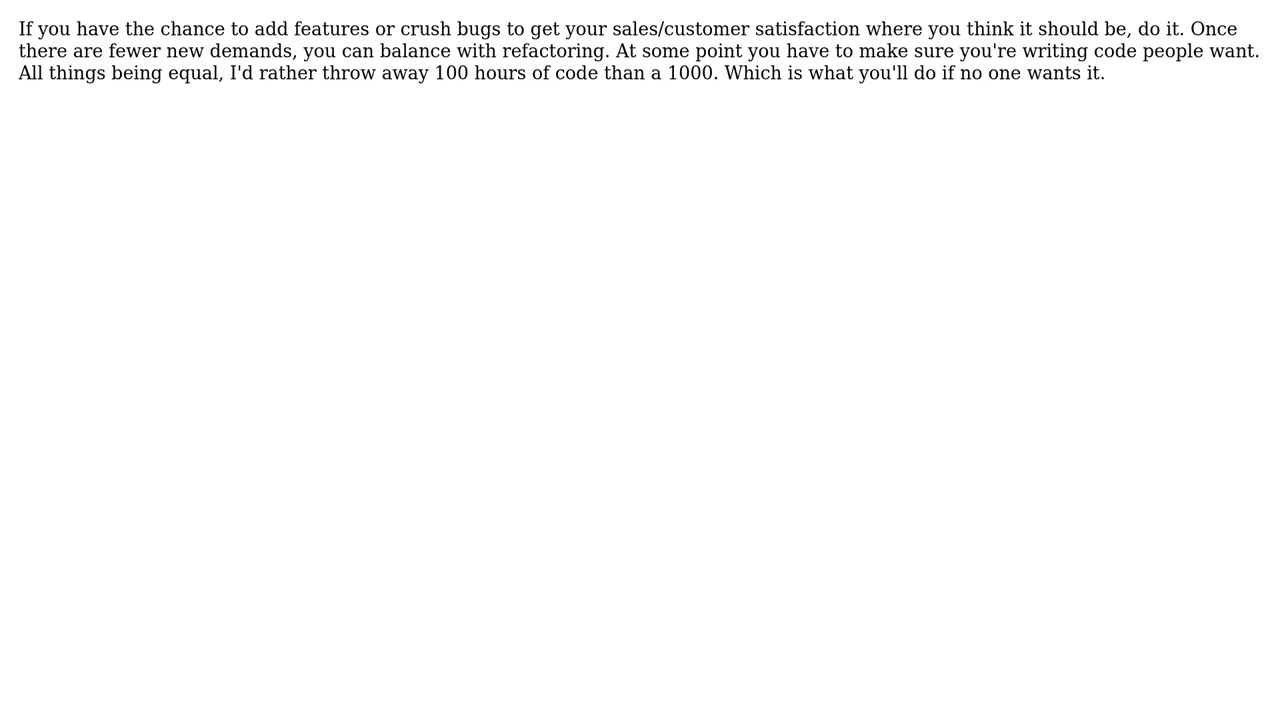 If you have the chance to add features or crush bugs to get your sales/customer satisfaction where you think it should be, do it. Once
there are fewer new demands, you can balance with refactoring. At some point you have to make sure you're writing code people want.
All things being equal, I'd rather throw away 100 hours of code than a 1000. Which is what you'll do if no one wants it.